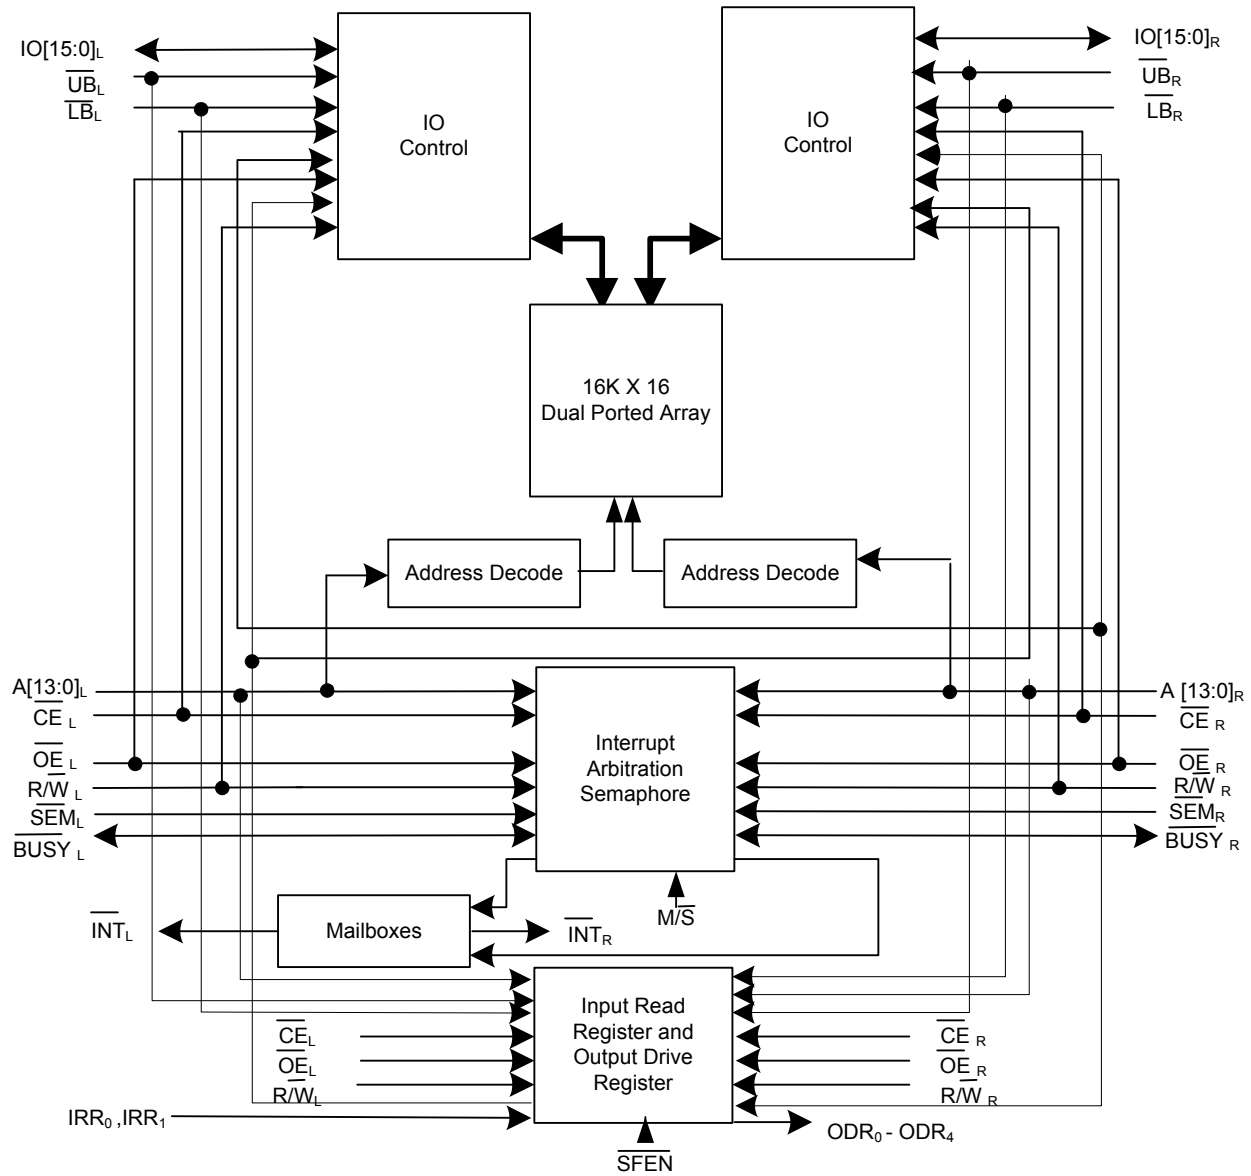 IO[15:0]L
UBL
LBL
IO
Control
IO
Control
IO[15:0]R
UBR
LBR
16K X 16
Dual Ported Array
Address Decode
Address Decode
A[13:0]L
CE L
OE L
R/W L
SEML
BUSY L
Interrupt
Arbitration
Semaphore
A [13:0]R
CE R
OE R
R/W R
SEMR
BUSY R
M/S
INTL
Mailboxes
INTR
Input Read
Register and
Output Drive
Register
CEL
OEL
R/WL
CE R
OE R
R/W R
IRR0 ,IRR1
ODR0 - ODR4
SFEN